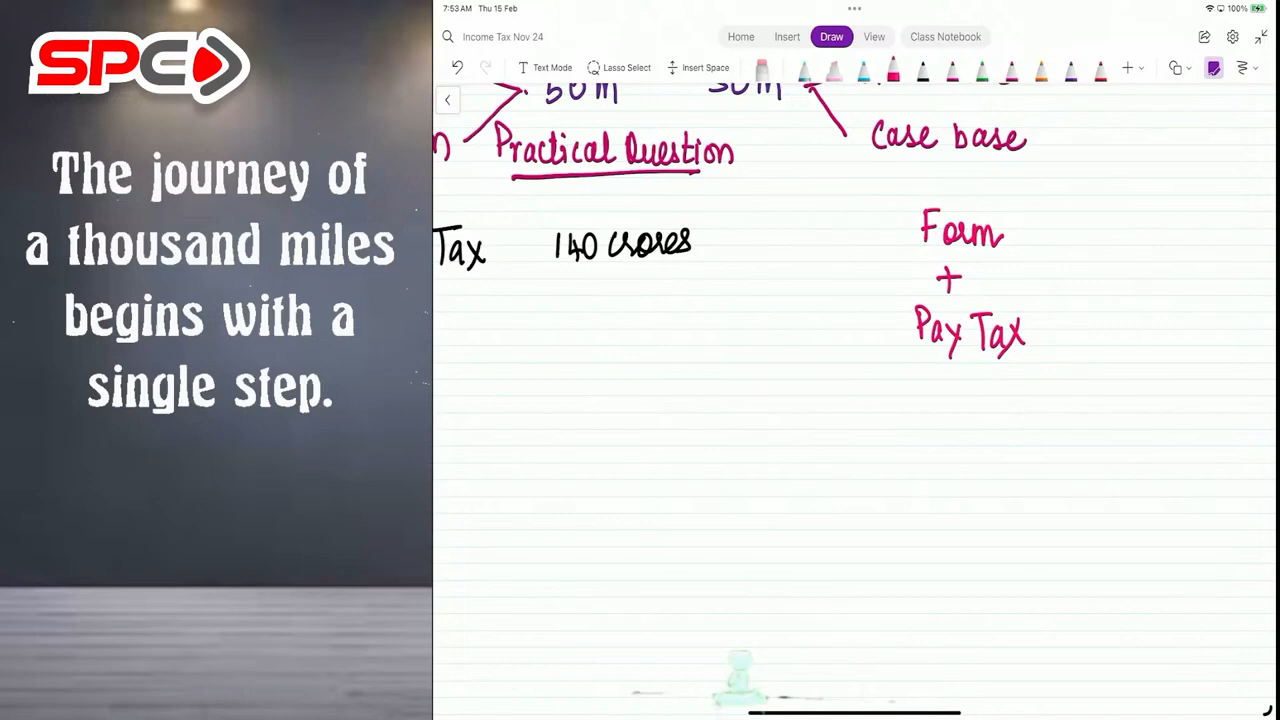 SPE
The journey of
a thousand miles
begins with a
single step.
7:53 AM Thu 15 Feb
100%
Income Tax Nov 24
Home Insert Draw View Class Notebook
Text Mode Lasso Select Insert Space
50M 50M
n Practical Question Case base
Tax 140 crores
Form
+
Pay Tax